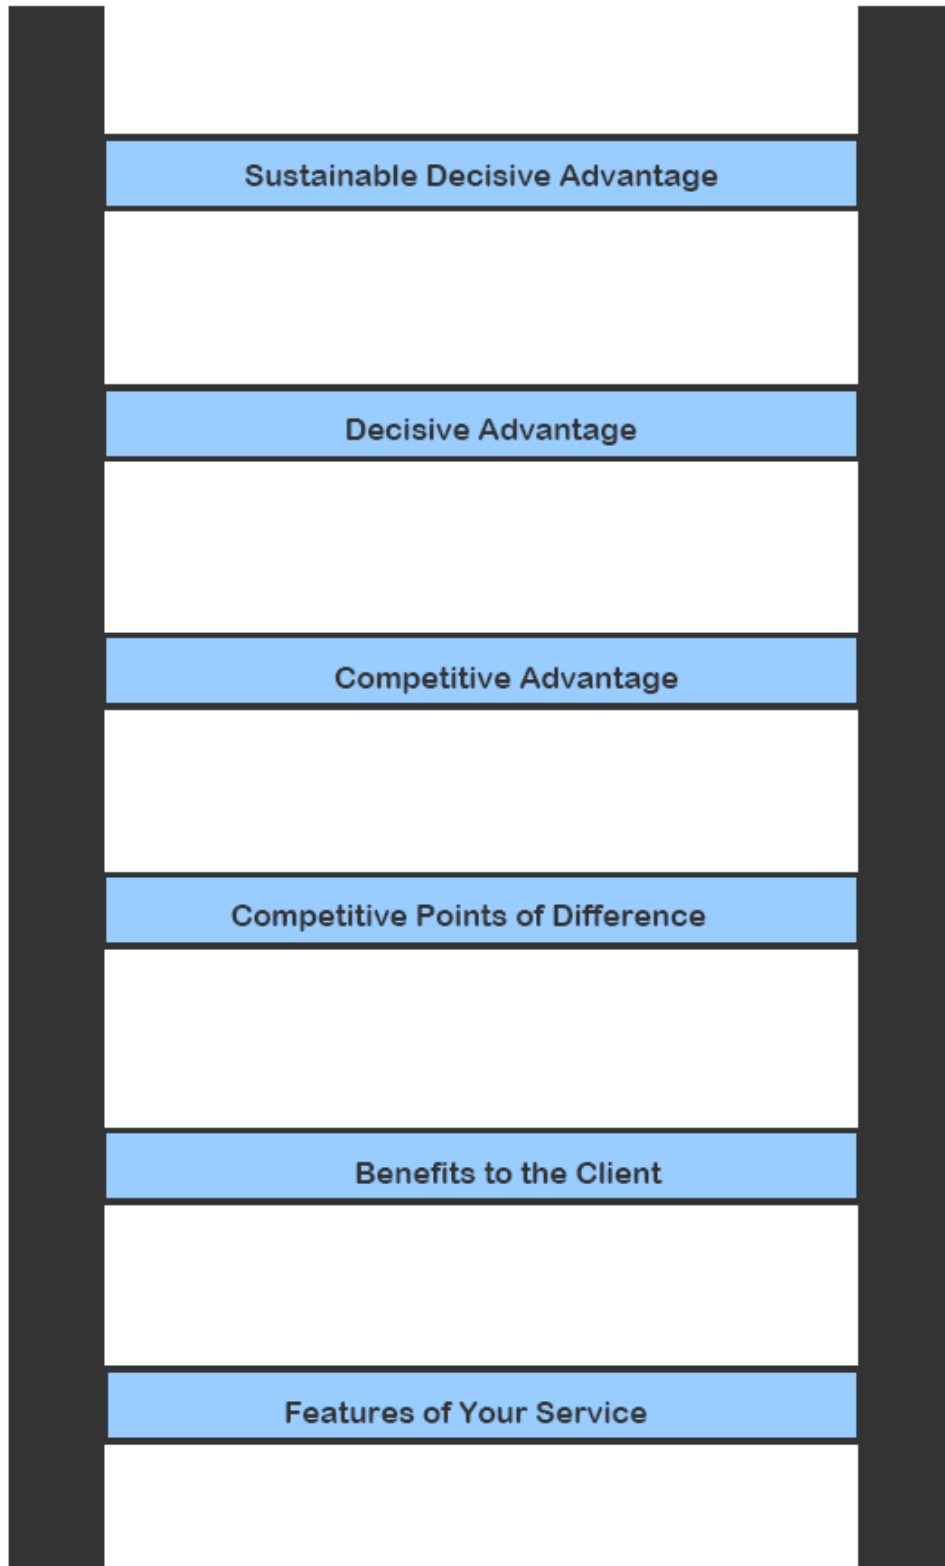 Sustainable Decisive Advantage
Decisive Advantage
Competitive Advantage
Competitive Points of Difference
Benefits to the Client
Features of Your Service